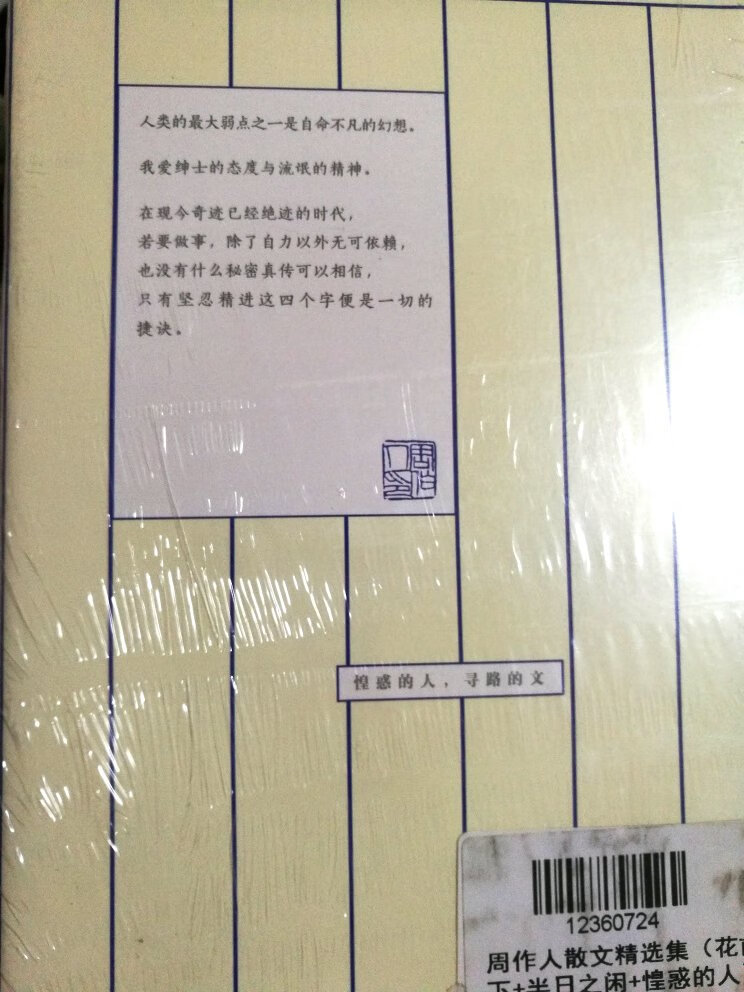 人类的最大弱点之一是自命不凡的幻想。
我爱绅士的态度与流氓的精神。
在现今奇迹已经绝迹的时代，
若要做事，除了自力以外无可依赖，
也没有什么秘密真传可以相信，
只有坚忍精进这四个字便是一切的
捷诀。
惶惑的人，寻路的文
12360724
周作人散文精选集（花
下+半日之闲+惶惑的人